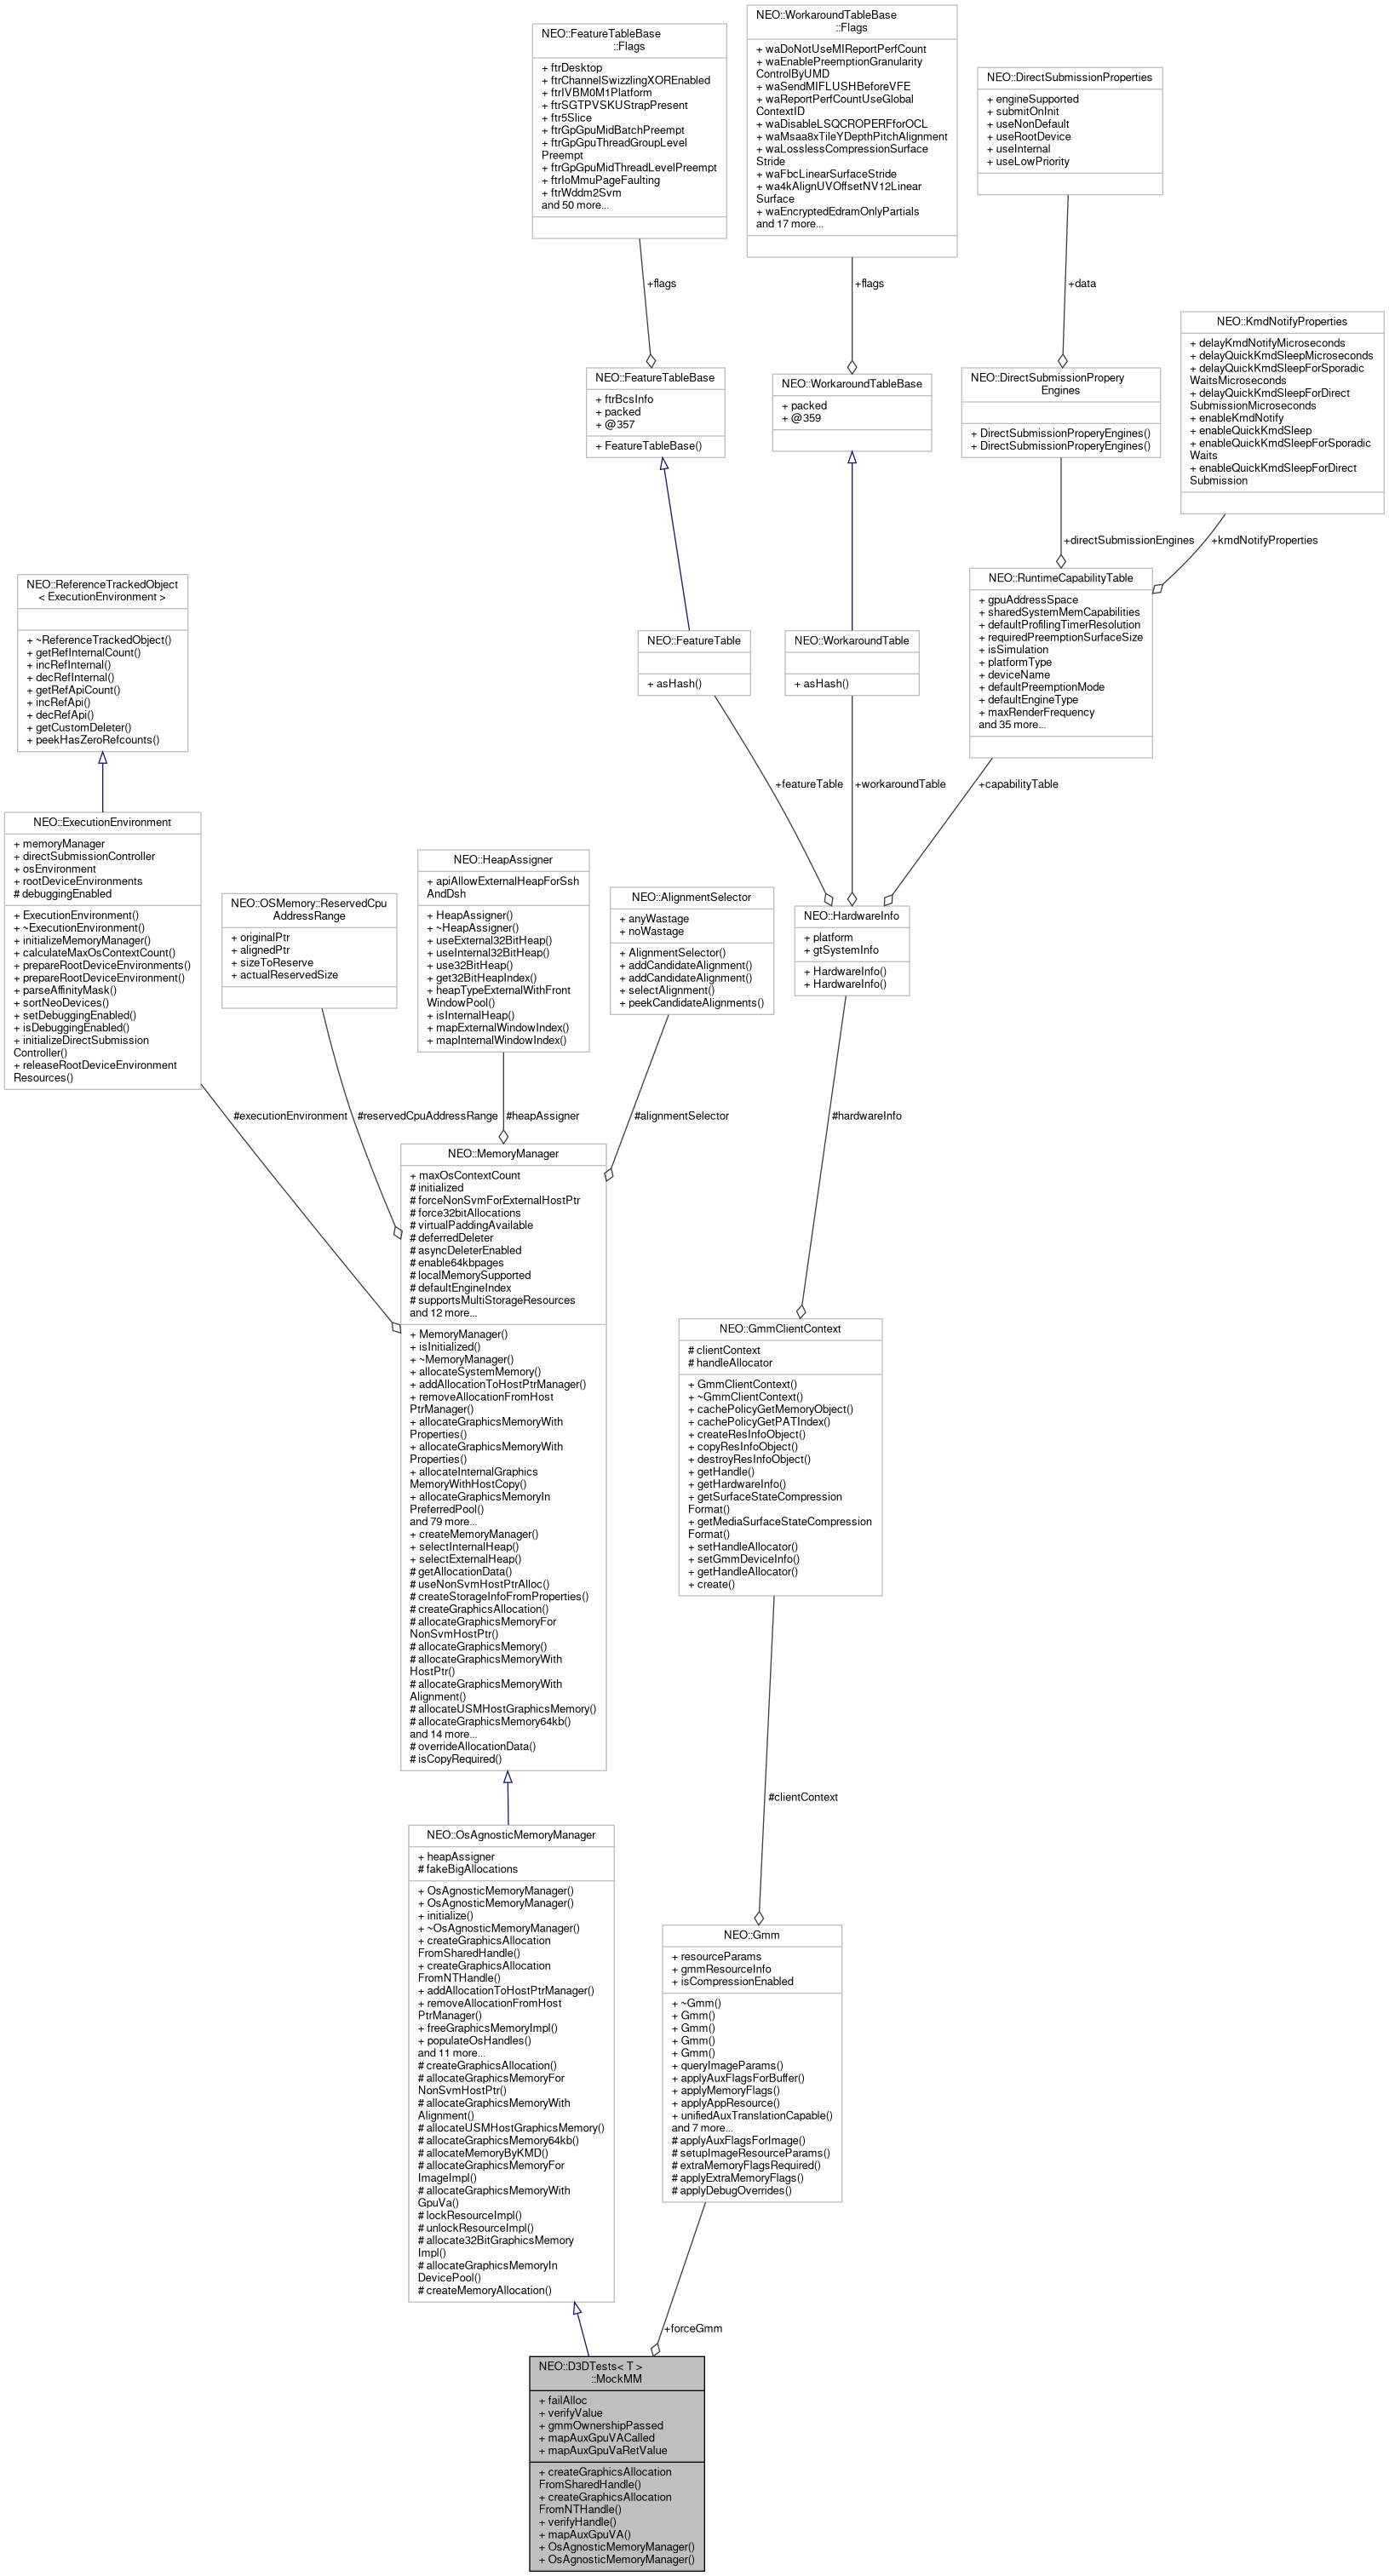 NEO::FeatureTableBase
::Flags
+ ftrDesktop
+ ftrChannelSwizzlingXOREnabled
+ ftrIVBM0M1Platform
+ ftrSGTPVSKUStrapPresent
+ ftr5Slice
+ ftrGpGpuMidBatchPreempt
+ ftrGpGpuThreadGroupLevel
Preempt
+ ftrGpGpuMidThreadLevelPreempt
+ ftrIoMmuPageFaulting
+ ftrWddm2Svm
and 50 more...
NEO::WorkaroundTableBase
::Flags
+ waDoNotUseMIReportPerfCount
+ waEnablePreemptionGranularity
ControlByUMD
+ waSendMIFLUSHBeforeVFE
+ waReportPerfCountUseGlobal
ContextID
+ waDisableLSQCROPERFforOCL
+ waMsaa8xTileYDepthPitchAlignment
+ waLosslessCompressionSurface
Stride
+ waFbcLinearSurfaceStride
+ wa4kAlignUVOffsetNV12Linear
Surface
+ waEncryptedEdramOnlyPartials
and 17 more...
NEO::DirectSubmissionProperties
+ engineSupported
+ submitOnInit
+ useNonDefault
+ useRootDevice
+ useInternal
+ useLowPriority
+flags
+flags
+data
NEO::KmdNotifyProperties
+ delayKmdNotifyMicroseconds
+ delayQuickKmdSleepMicroseconds
+ delayQuickKmdSleepForSporadic
WaitsMicroseconds
+ delayQuickKmdSleepForDirect
SubmissionMicroseconds
+ enableKmdNotify
+ enableQuickKmdSleep
+ enableQuickKmdSleepForSporadic
Waits
+ enableQuickKmdSleepForDirect
Submission
NEO::FeatureTableBase
+ ftrBcsInfo
+ packed
+ @357
+ FeatureTableBase()
NEO::WorkaroundTableBase
+ packed
+ @359
NEO::DirectSubmissionPropery
Engines
+ DirectSubmissionProperyEngines()
+ DirectSubmissionProperyEngines()
+directSubmissionEngines
+kmdNotifyProperties
NEO::ReferenceTrackedObject
< ExecutionEnvironment >
+ ~ReferenceTrackedObject()
+ getRefInternalCount()
+ incRefInternal()
+ decRefInternal()
+ getRefApiCount()
+ incRefApi()
+ decRefApi()
+ getCustomDeleter()
+ peekHasZeroRefcounts()
NEO::FeatureTable
+ asHash()
NEO::WorkaroundTable
+ asHash()
NEO::RuntimeCapabilityTable
+ gpuAddressSpace
+ sharedSystemMemCapabilities
+ defaultProfilingTimerResolution
+ requiredPreemptionSurfaceSize
+ isSimulation
+ platformType
+ deviceName
+ defaultPreemptionMode
+ defaultEngineType
+ maxRenderFrequency
and 35 more...
+featureTable
+workaroundTable
+capabilityTable
NEO::ExecutionEnvironment
+ memoryManager
+ directSubmissionController
+ osEnvironment
+ rootDeviceEnvironments
# debuggingEnabled
+ ExecutionEnvironment()
+ ~ExecutionEnvironment()
+ initializeMemoryManager()
+ calculateMaxOsContextCount()
+ prepareRootDeviceEnvironments()
+ prepareRootDeviceEnvironment()
+ parseAffinityMask()
+ sortNeoDevices()
+ setDebuggingEnabled()
+ isDebuggingEnabled()
+ initializeDirectSubmission
Controller()
+ releaseRootDeviceEnvironment
Resources()
NEO::OSMemory::ReservedCpu
AddressRange
+ originalPtr
+ alignedPtr
+ sizeToReserve
+ actualReservedSize
NEO::HeapAssigner
+ apiAllowExternalHeapForSsh
AndDsh
+ HeapAssigner()
+ ~HeapAssigner()
+ useExternal32BitHeap()
+ useInternal32BitHeap()
+ use32BitHeap()
+ get32BitHeapIndex()
+ heapTypeExternalWithFront
WindowPool()
+ isInternalHeap()
+ mapExternalWindowIndex()
+ mapInternalWindowIndex()
NEO::AlignmentSelector
+ anyWastage
+ noWastage
+ AlignmentSelector()
+ addCandidateAlignment()
+ addCandidateAlignment()
+ selectAlignment()
+ peekCandidateAlignments()
NEO::HardwareInfo
+ platform
+ gtSystemInfo
+ HardwareInfo()
+ HardwareInfo()
#executionEnvironment
#reservedCpuAddressRange
#heapAssigner
#alignmentSelector
#hardwareInfo
NEO::MemoryManager
+ maxOsContextCount
# initialized
# forceNonSvmForExternalHostPtr
# force32bitAllocations
# virtualPaddingAvailable
# deferredDeleter
# asyncDeleterEnabled
# enable64kbpages
# localMemorySupported
# defaultEngineIndex
# supportsMultiStorageResources
and 12 more...
+ MemoryManager()
+ isInitialized()
+ ~MemoryManager()
+ allocateSystemMemory()
+ addAllocationToHostPtrManager()
+ removeAllocationFromHost
PtrManager()
+ allocateGraphicsMemoryWith
Properties()
+ allocateGraphicsMemoryWith
Properties()
+ allocateInternalGraphics
MemoryWithHostCopy()
+ allocateGraphicsMemoryIn
PreferredPool()
and 79 more...
+ createMemoryManager()
+ selectInternalHeap()
+ selectExternalHeap()
# getAllocationData()
# useNonSvmHostPtrAlloc()
# createStorageInfoFromProperties()
# createGraphicsAllocation()
# allocateGraphicsMemoryFor
NonSvmHostPtr()
# allocateGraphicsMemory()
# allocateGraphicsMemoryWith
HostPtr()
# allocateGraphicsMemoryWith
Alignment()
# allocateUSMHostGraphicsMemory()
# allocateGraphicsMemory64kb()
and 14 more...
# overrideAllocationData()
# isCopyRequired()
NEO::GmmClientContext
# clientContext
# handleAllocator
+ GmmClientContext()
+ ~GmmClientContext()
+ cachePolicyGetMemoryObject()
+ cachePolicyGetPATIndex()
+ createResInfoObject()
+ copyResInfoObject()
+ destroyResInfoObject()
+ getHandle()
+ getHardwareInfo()
+ getSurfaceStateCompression
Format()
+ getMediaSurfaceStateCompression
Format()
+ setHandleAllocator()
+ setGmmDeviceInfo()
+ getHandleAllocator()
+ create()
#clientContext
NEO::OsAgnosticMemoryManager
+ heapAssigner
# fakeBigAllocations
+ OsAgnosticMemoryManager()
+ OsAgnosticMemoryManager()
+ initialize()
+ ~OsAgnosticMemoryManager()
+ createGraphicsAllocation
FromSharedHandle()
+ createGraphicsAllocation
FromNTHandle()
+ addAllocationToHostPtrManager()
+ removeAllocationFromHost
PtrManager()
+ freeGraphicsMemoryImpl()
+ populateOsHandles()
and 11 more...
# createGraphicsAllocation()
# allocateGraphicsMemoryFor
NonSvmHostPtr()
# allocateGraphicsMemoryWith
Alignment()
# allocateUSMHostGraphicsMemory()
# allocateGraphicsMemory64kb()
# allocateMemoryByKMD()
# allocateGraphicsMemoryFor
ImageImpl()
# allocateGraphicsMemoryWith
GpuVa()
# lockResourceImpl()
# unlockResourceImpl()
# allocate32BitGraphicsMemory
Impl()
# allocateGraphicsMemoryIn
DevicePool()
# createMemoryAllocation()
NEO::Gmm
+ resourceParams
+ gmmResourceInfo
+ isCompressionEnabled
+ ~Gmm()
+ Gmm()
+ Gmm()
+ Gmm()
+ Gmm()
+ queryImageParams()
+ applyAuxFlagsForBuffer()
+ applyMemoryFlags()
+ applyAppResource()
+ unifiedAuxTranslationCapable()
and 7 more...
# applyAuxFlagsForImage()
# setupImageResourceParams()
# extraMemoryFlagsRequired()
# applyExtraMemoryFlags()
# applyDebugOverrides()
+forceGmm
NEO::D3DTests< T >
::MockMM
+ failAlloc
+ verifyValue
+ gmmOwnershipPassed
+ mapAuxGpuVACalled
+ mapAuxGpuVaRetValue
+ createGraphicsAllocation
FromSharedHandle()
+ createGraphicsAllocation
FromNTHandle()
+ verifyHandle()
+ mapAuxGpuVA()
+ OsAgnosticMemoryManager()
+ OsAgnosticMemoryManager()